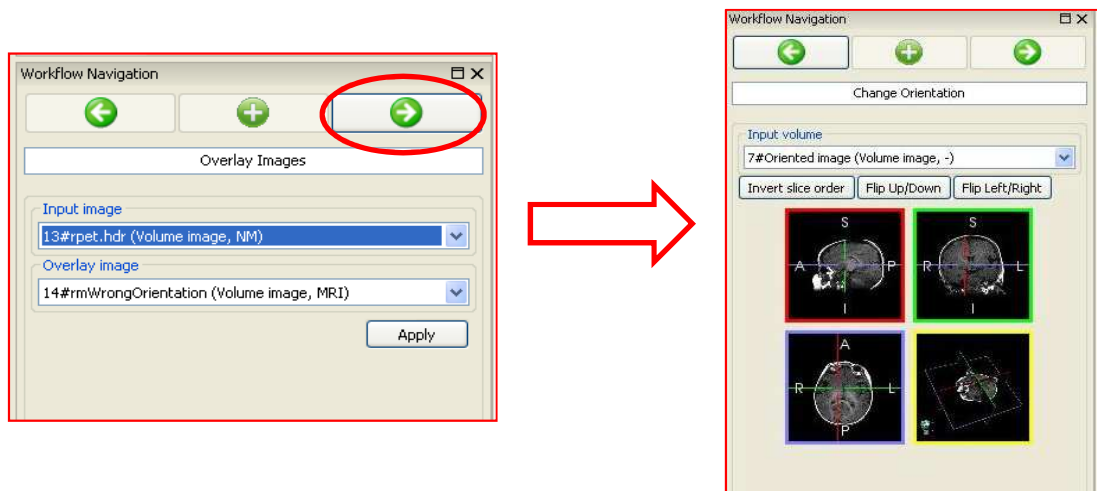 Workflow Navigation
Overlay Images
Input image
13#rpet.hdr (Volume image, NM)
Overlay image
14#rmWrongOrientation (Volume image, MRI)
Apply
Workflow Navigation
Change Orientation
Input volume
7#Oriented image (Volume image, -)
Invert slice order Flip Up/Down Flip Left/Right
S S
A P R L
I I
A
R L
P